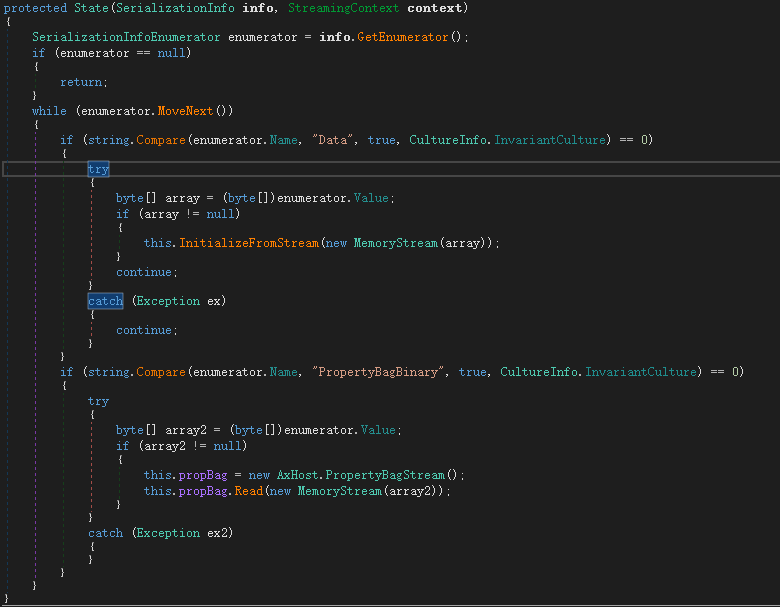 protected State(SerializationInfo info, StreamingContext context)
{
    SerializationInfoEnumerator enumerator = info.GetEnumerator();
    if (enumerator == null)
    {
        return;
    }
    while (enumerator.MoveNext())
    {
        if (string.Compare(enumerator.Name, "Data", true, CultureInfo.InvariantCulture) == 0)
        {
            try
            {
                byte[] array = (byte[])enumerator.Value;
                if (array != null)
                {
                    this.InitializeFromStream(new MemoryStream(array));
                }
                continue;
            }
            catch (Exception ex)
            {
                continue;
            }
        }
        if (string.Compare(enumerator.Name, "PropertyBagBinary", true, CultureInfo.InvariantCulture) == 0)
        {
            try
            {
                byte[] array2 = (byte[])enumerator.Value;
                if (array2 != null)
                {
                    this.propBag = new AxHost.PropertyBagStream();
                    this.propBag.Read(new MemoryStream(array2));
                }
            }
            catch (Exception ex2)
            {
            }
        }
    }
}